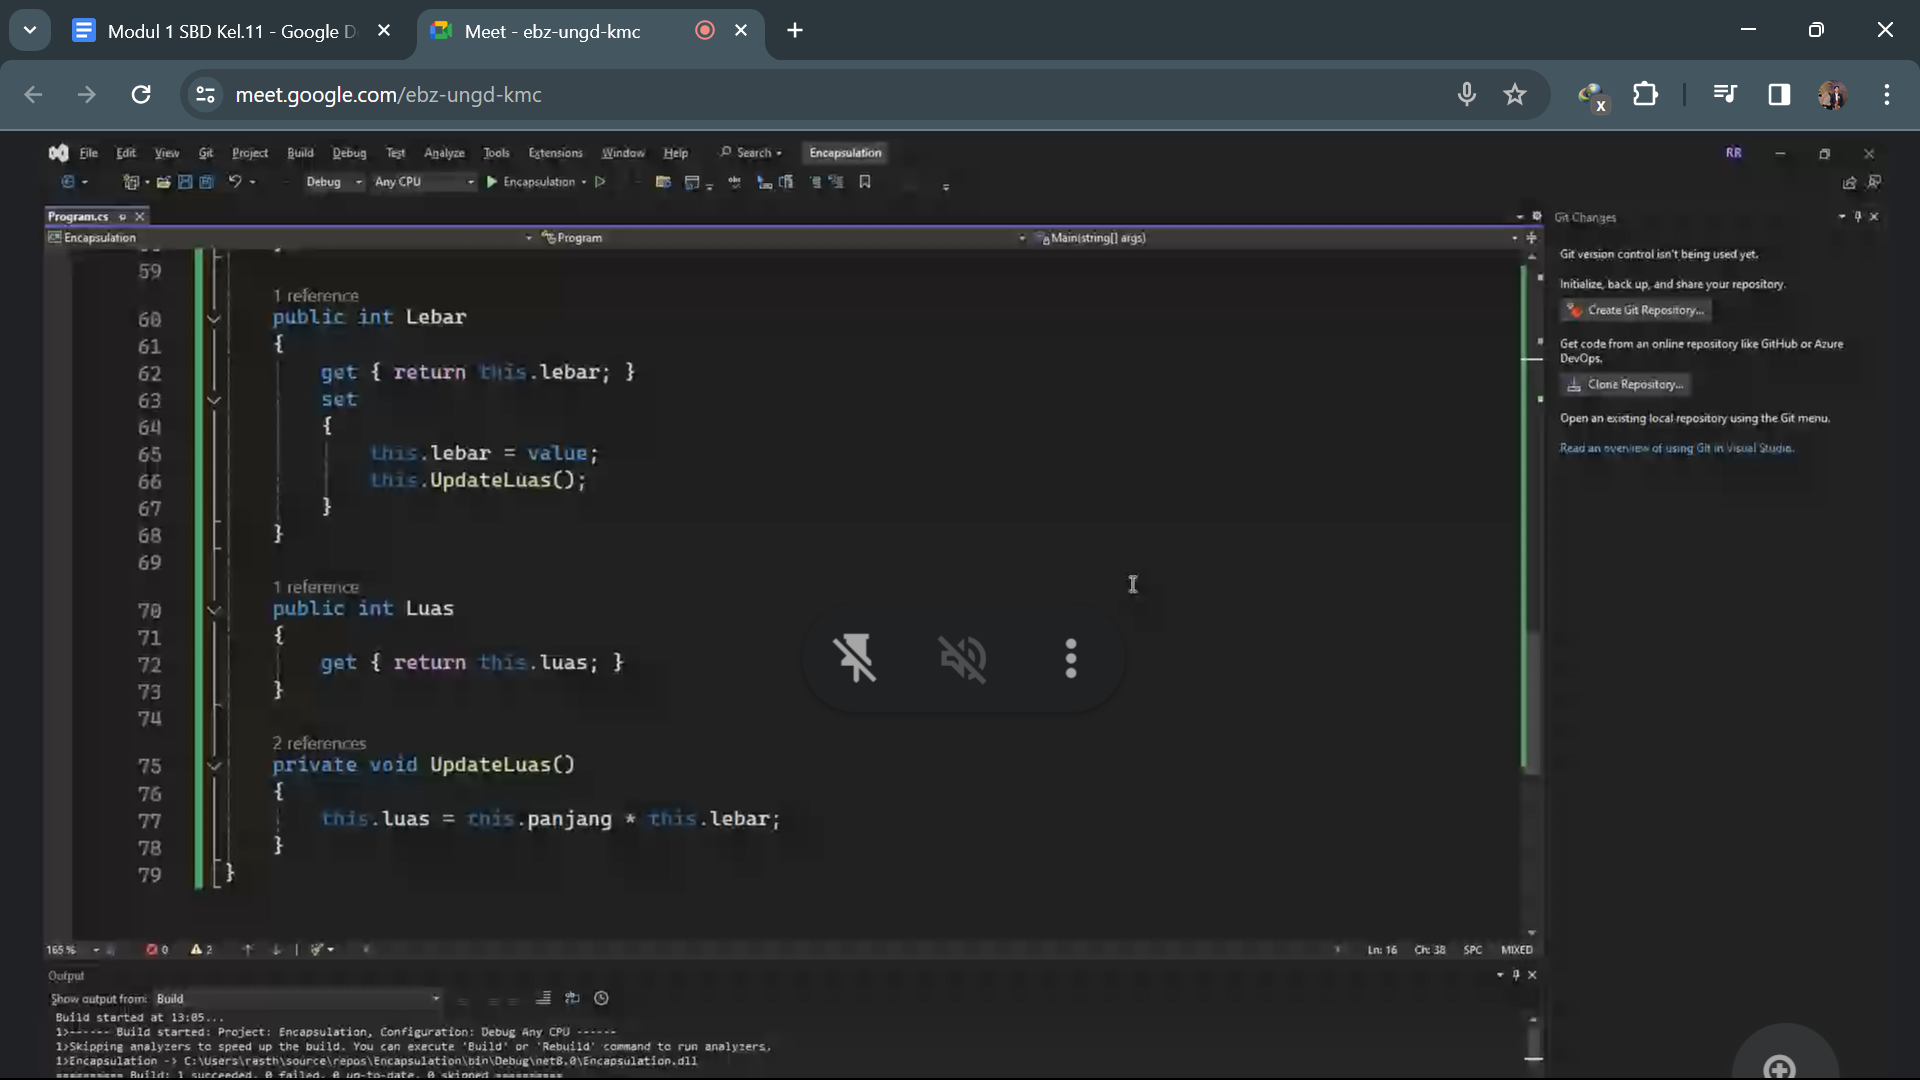 Modul 1 SBD Kel.11 - Google D
Meet - ebz-ungd-kmc
meet.google.com/ebz-ungd-kmc
X
File Edit View Git Project Build Debug Test Analyze Tools Extensions Window Help Search Encapsulation RR
Debug Any CPU Encapsulation
Program.cs
Encapsulation Program Main(string[] args)
59
1 reference
60 public int Lebar
61 {
62 get { return this.lebar; }
63 set
64 {
65 this.lebar = value;
66 this.UpdateLuas();
67 }
68 }
69
1 reference
70 public int Luas
71 {
72 get { return this.luas; }
73 }
74
2 references
75 private void UpdateLuas()
76 {
77 this.luas = this.panjang * this.lebar;
78 }
79 }
Git Changes
Git version control isn't being used yet.
Initialize, back up, and share your repository.
Create Git Repository...
Get code from an online repository like GitHub or Azure
DevOps.
Clone Repository...
Open an existing local repository using the Git menu.
Read an overview of using Git in Visual Studio.
165% 0 2 Ln: 16 Ch: 38 SPC MIXED
Output
Show output from: Build
Build started at 13:05...
1>------ Build started: Project: Encapsulation, Configuration: Debug Any CPU ------
1>Skipping analyzers to speed up the build. You can execute 'Build' or 'Rebuild' command to run analyzers.
1>Encapsulation -> C:\Users\rasth\source\repos\Encapsulation\bin\Debug\net8.0\Encapsulation.dll
========== Build: 1 succeeded, 0 failed, 0 up-to-date, 0 skipped ==========